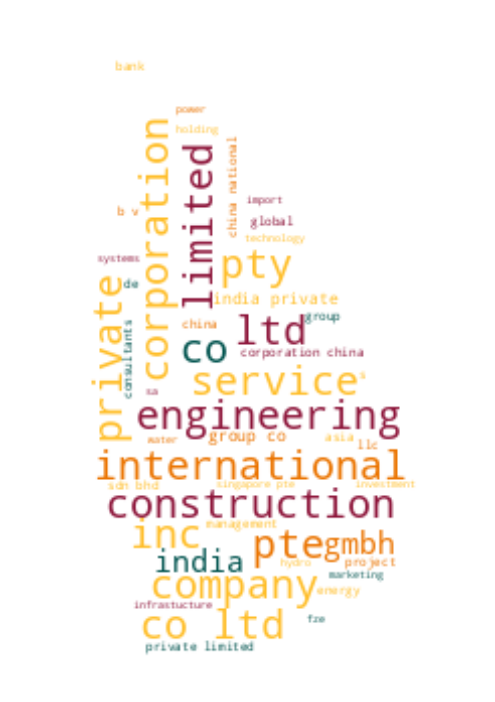 bank
power
holding
corporation
limited
china national
import
b v
global
technology
systems
pty
de
private
india private
group
china
ltd
consultants
co
corporation china
service
s
sa
engineering
group co
asia
water
llc
international
sdn bhd
singapore pte
investment
construction
management
inc
pte
gmbh
india
hydro
project
marketing
company
energy
infrastucture
co ltd
fze
private limited